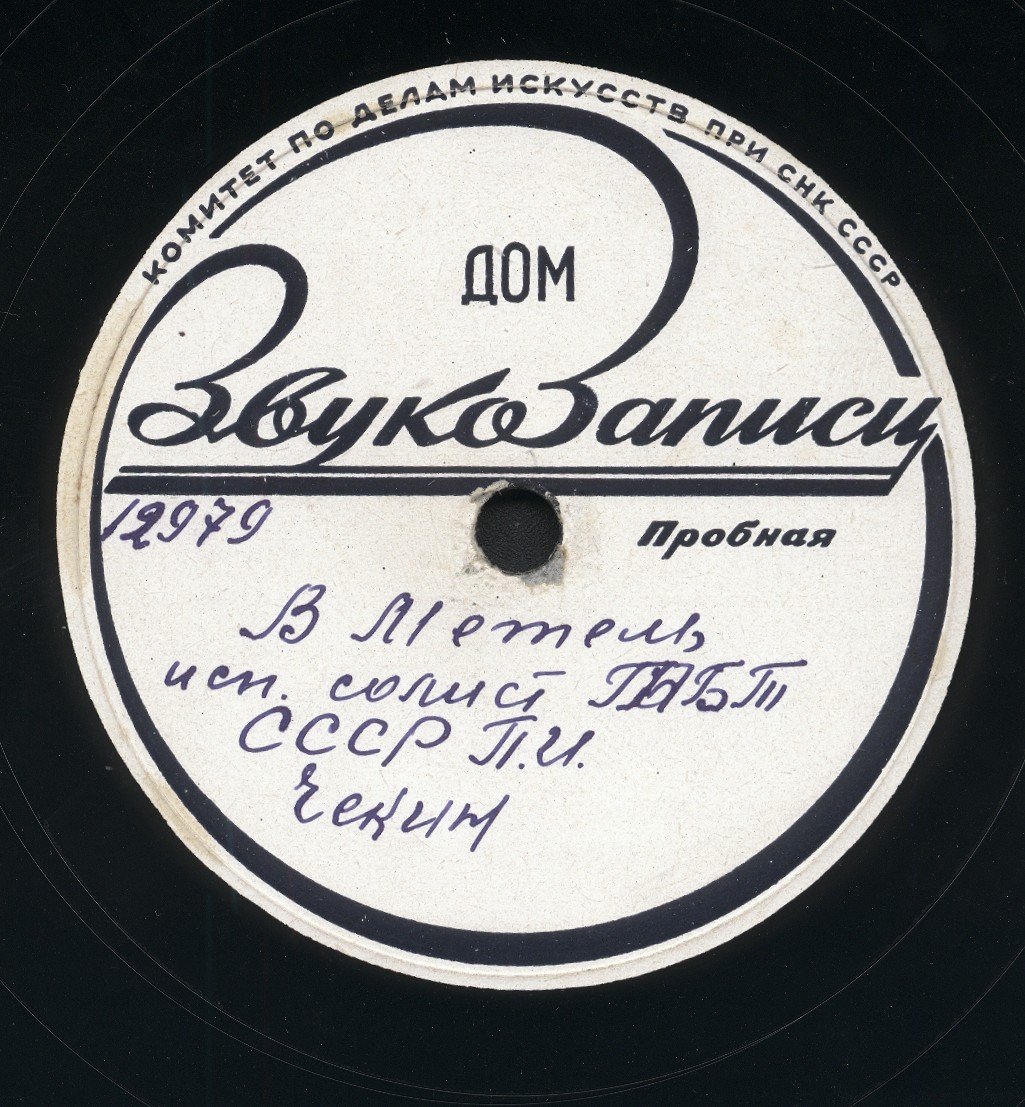 КОМИТЕТ ПО ДЕЛАМ ИСКУССТВ ПРИ СНК СССР
ДОМ
ЗвукоЗаписи
12979
Пробная
В Метель
исп. солист ГАБТ
СССР П.И.
Чекин